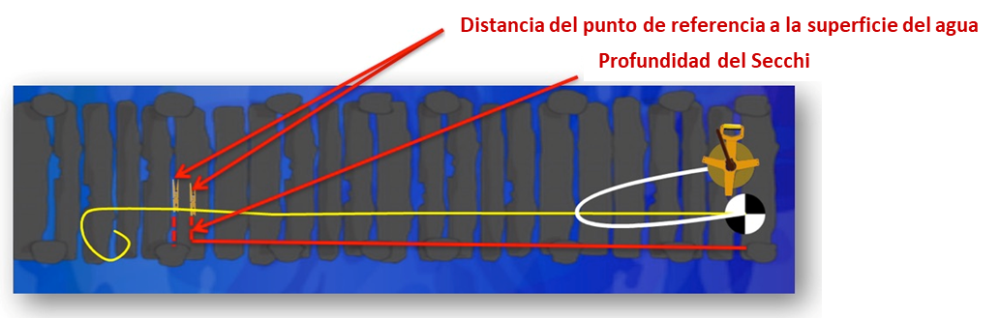 Distancia del punto de referencia a la superficie del agua
Profundidad del Secchi